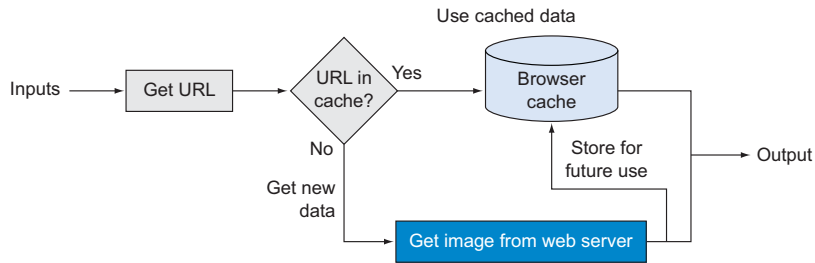 Use cached data
Inputs
Get URL
URL in
cache?
Yes
Browser
cache
No
Store for
future use
Output
Get new
data
Get image from web server